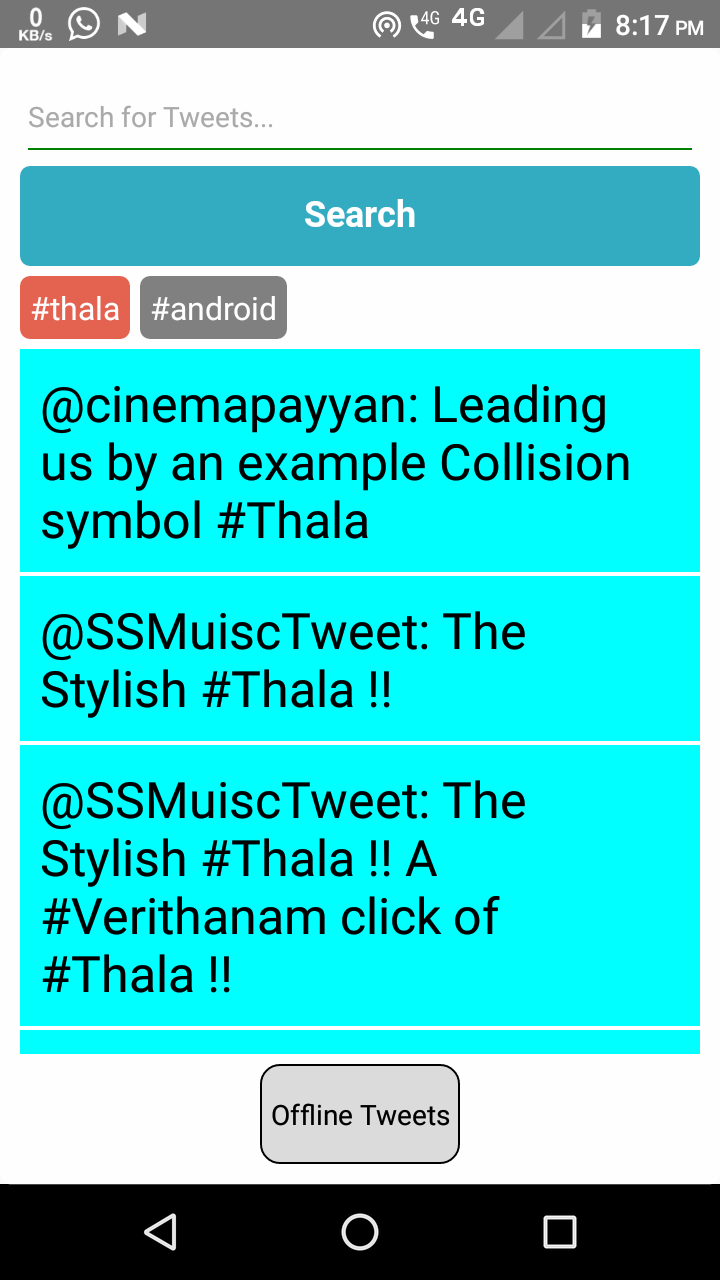 0
KB/s
4G
4G
8:17 PM
Search for Tweets...
Search
#thala
#android
@cinemapayyan: Leading
us by an example Collision
symbol #Thala
@SSMuiscTweet: The
Stylish #Thala !!
@SSMuiscTweet: The
Stylish #Thala !! A
#Verithanam click of
#Thala !!
Offline Tweets